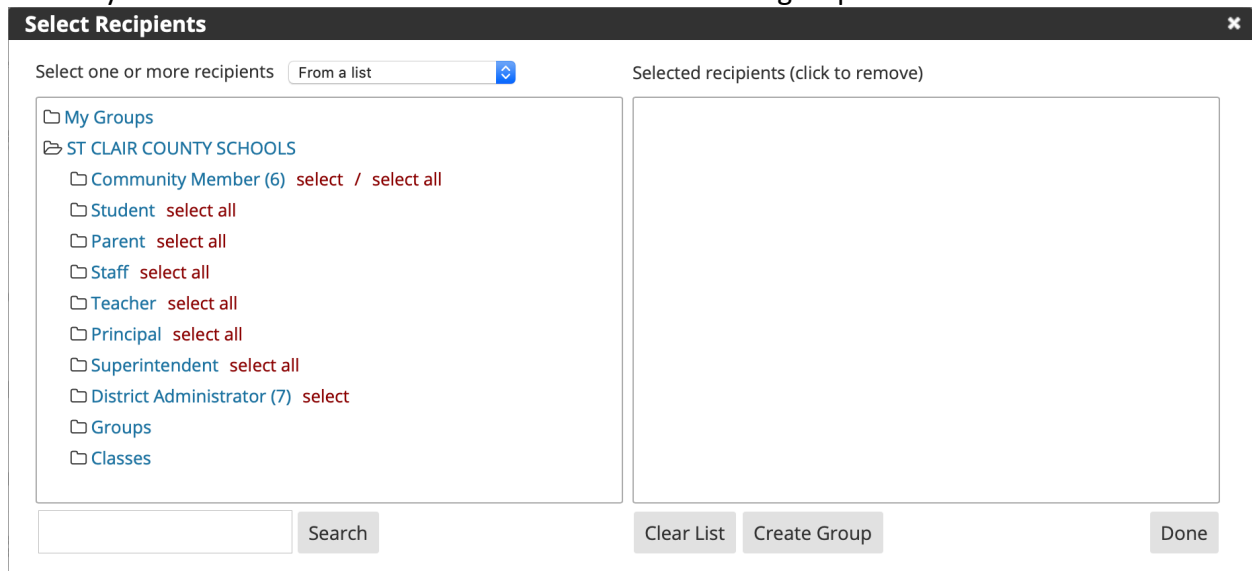 Select Recipients ×
Select one or more recipients From a list
Selected recipients (click to remove)
My Groups
ST CLAIR COUNTY SCHOOLS
Community Member (6) select / select all
Student select all
Parent select all
Staff select all
Teacher select all
Principal select all
Superintendent select all
District Administrator (7) select
Groups
Classes
Search
Clear List Create Group Done